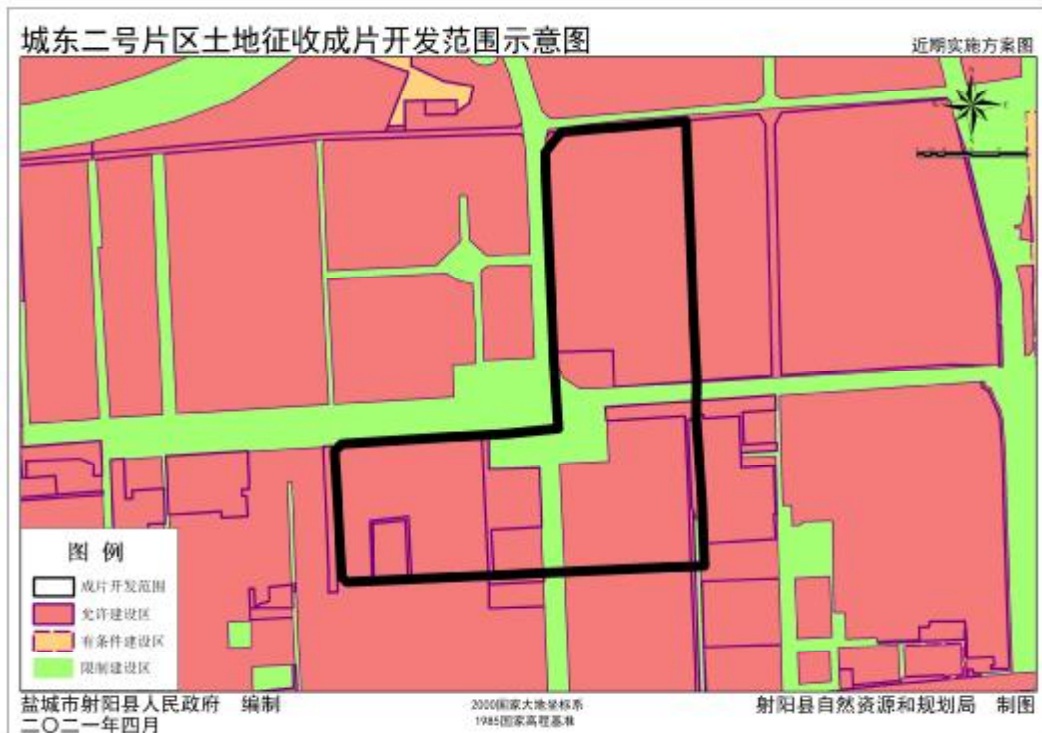 城东二号片区土地征收成片开发范围示意图
近期实施方案图
图 例
成片开发范围
允许建设区
有条件建设区
限制建设区
盐城市射阳县人民政府 编制
二〇二一年四月
2000国家大地坐标系
1985国家高程基准
射阳县自然资源和规划局 制图